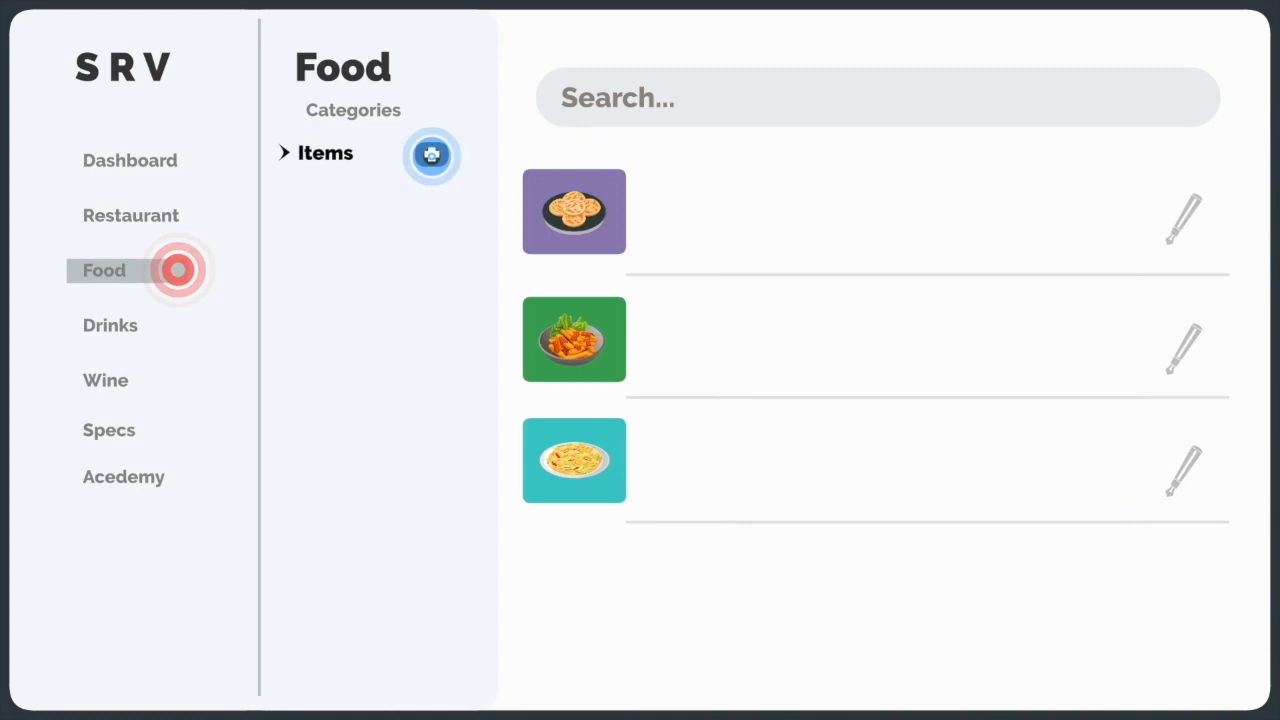 S R V
Dashboard
Restaurant
Food
Drinks
Wine
Specs
Acedemy
Food
Categories
Items
Search...